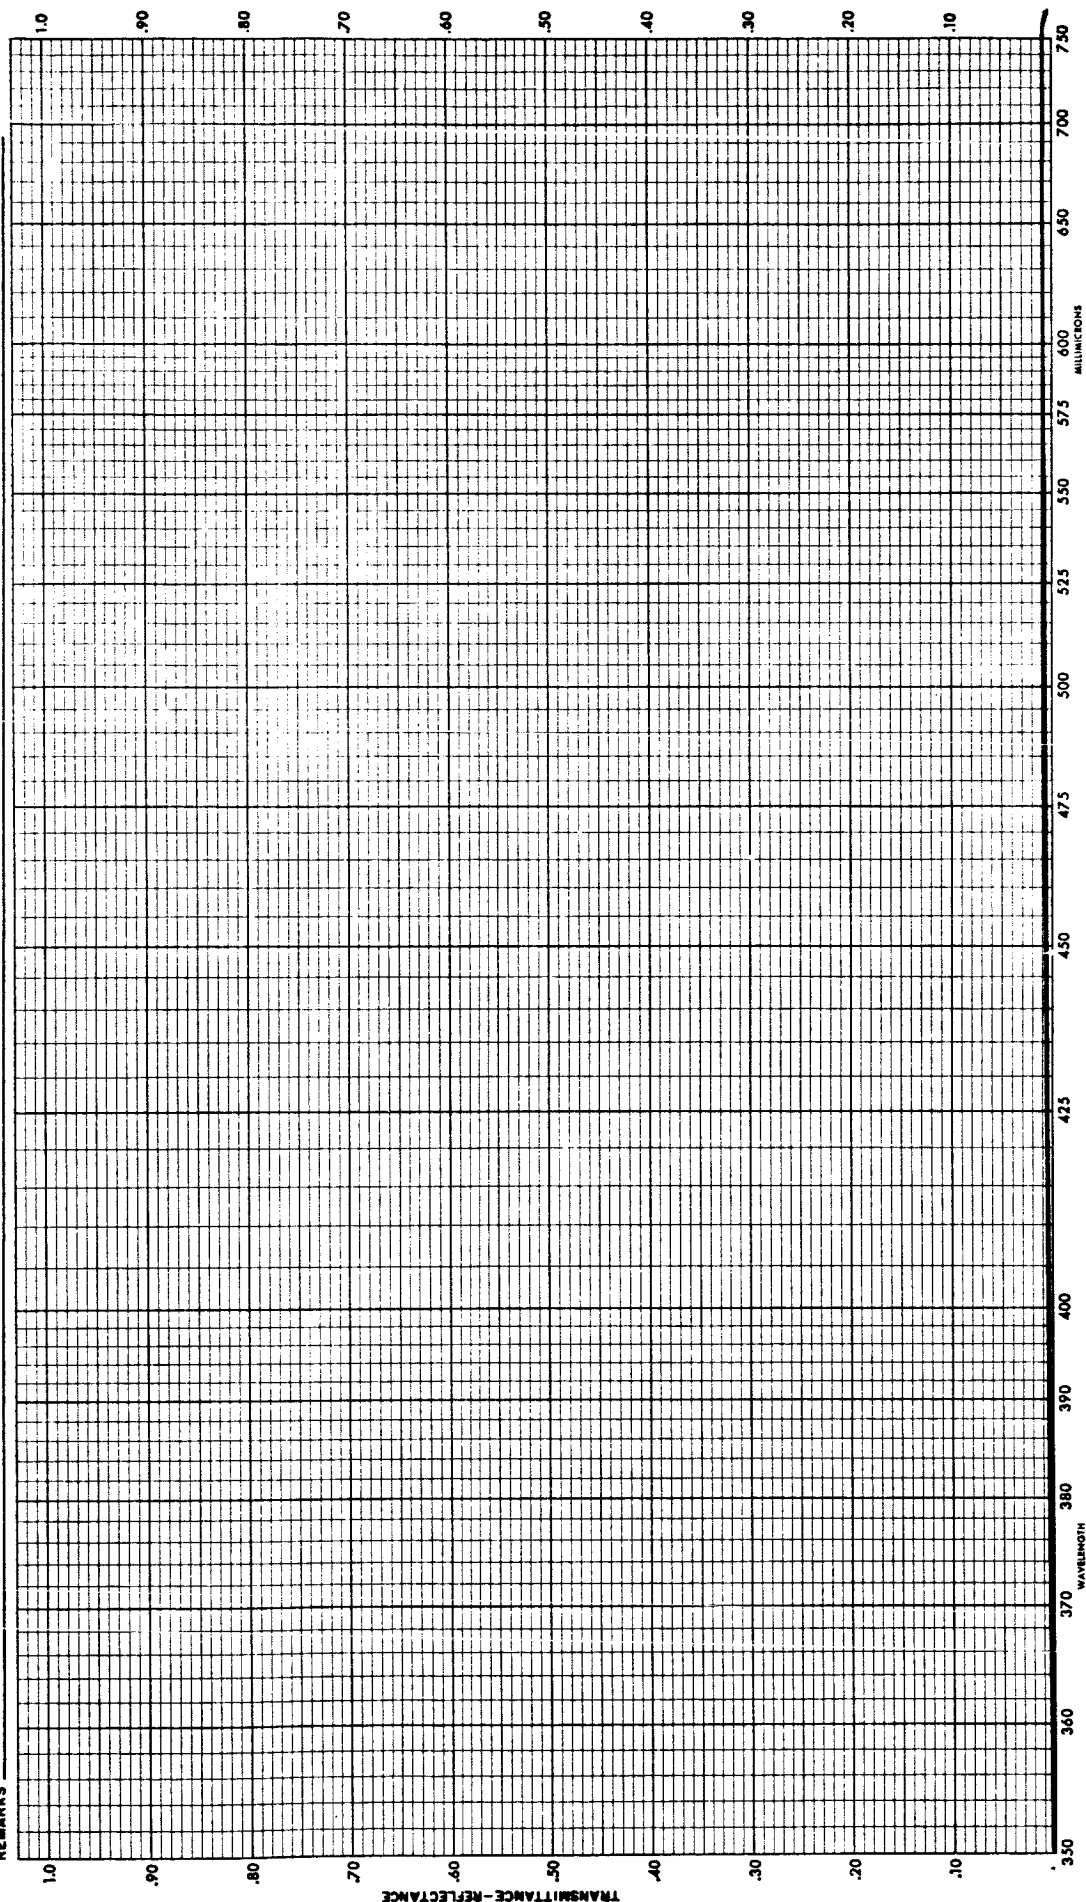 REMARKS
1.0 .90 .80 .70 .60 .50 .40 .30 .20 .10
TRANSMITTANCE-REFLECTANCE
1.0 .90 .80 .70 .60 .50 .40 .30 .20 .10
350 360 370 380 390 400 425 450 475 500 525 550 575 600 650 700 750
WAVELENGTH
MILLIMICRONS